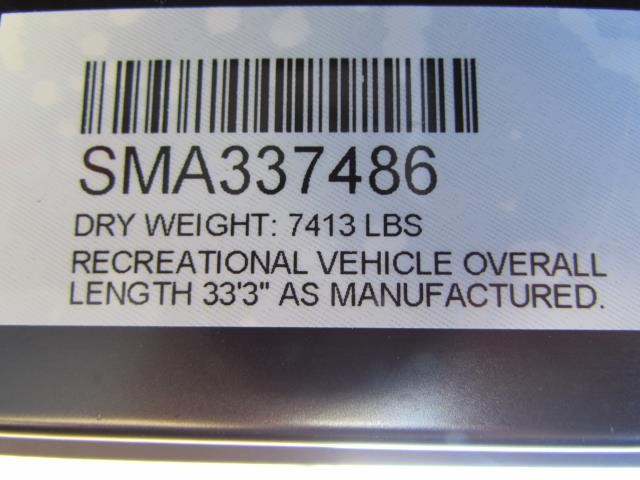 SMA337486
DRY WEIGHT: 7413 LBS
RECREATIONAL VEHICLE OVERALL
LENGTH 33'3" AS MANUFACTURED.